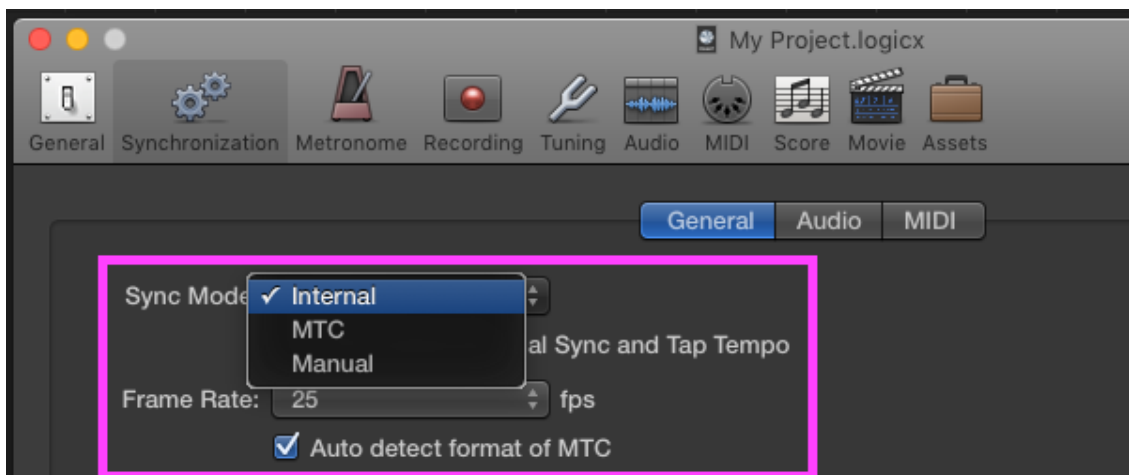 My Project.logicx
General Synchronization Metronome Recording Tuning Audio MIDI Score Movie Assets
General Audio MIDI
Sync Mode ✓ Internal
MTC
al Sync and Tap Tempo
Manual
Frame Rate: 25 fps
Auto detect format of MTC